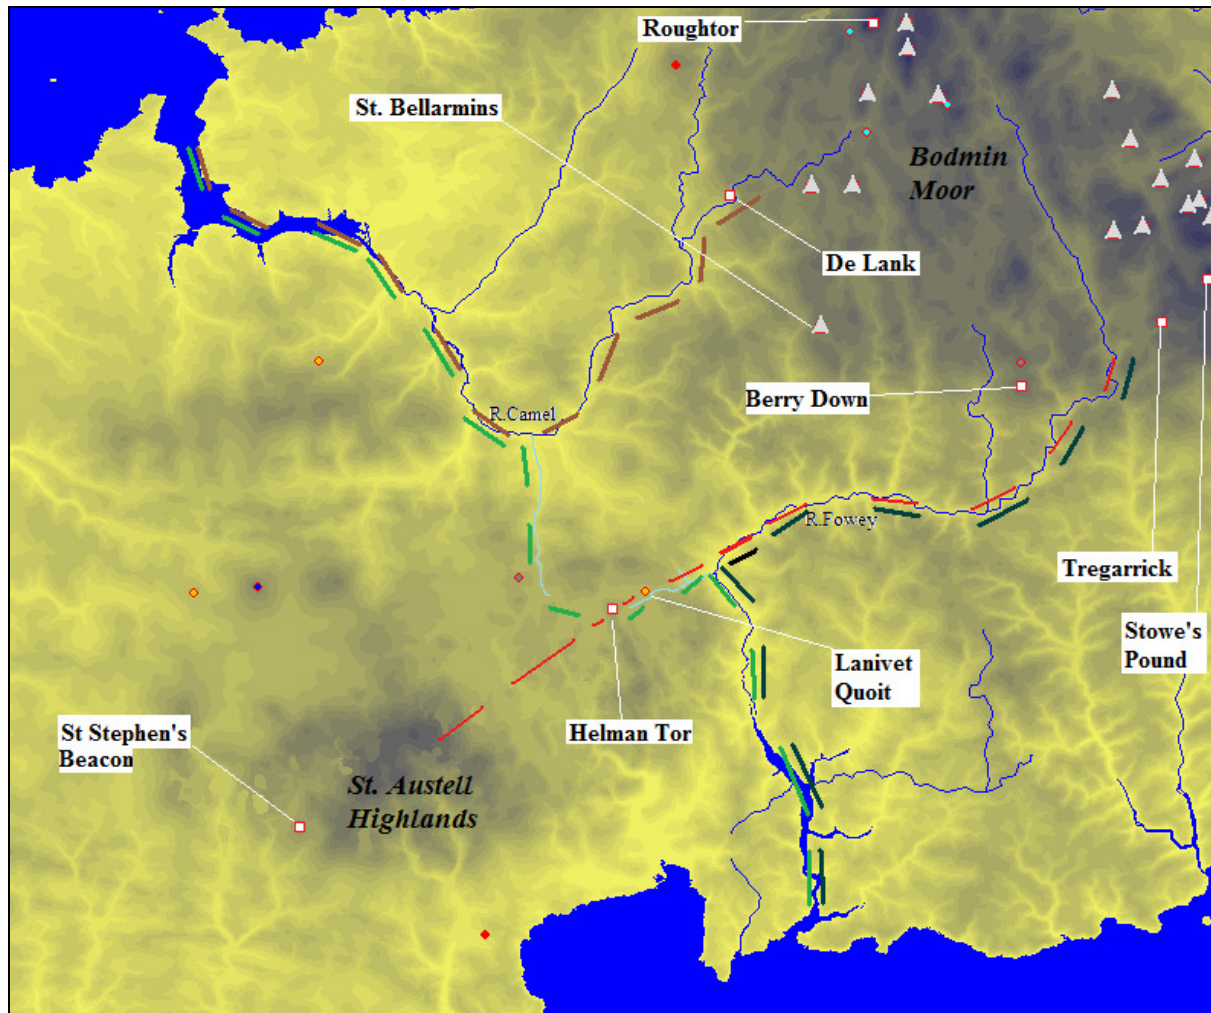 Roughtor
St. Bellarmins
Bodmin
Moor
De Lank
Berry Down
R.Camel
R.Fowey
Tregarrick
Stowe's
Pound
Lanivet
Quoit
Helman Tor
St Stephen's
Beacon
St. Austell
Highlands